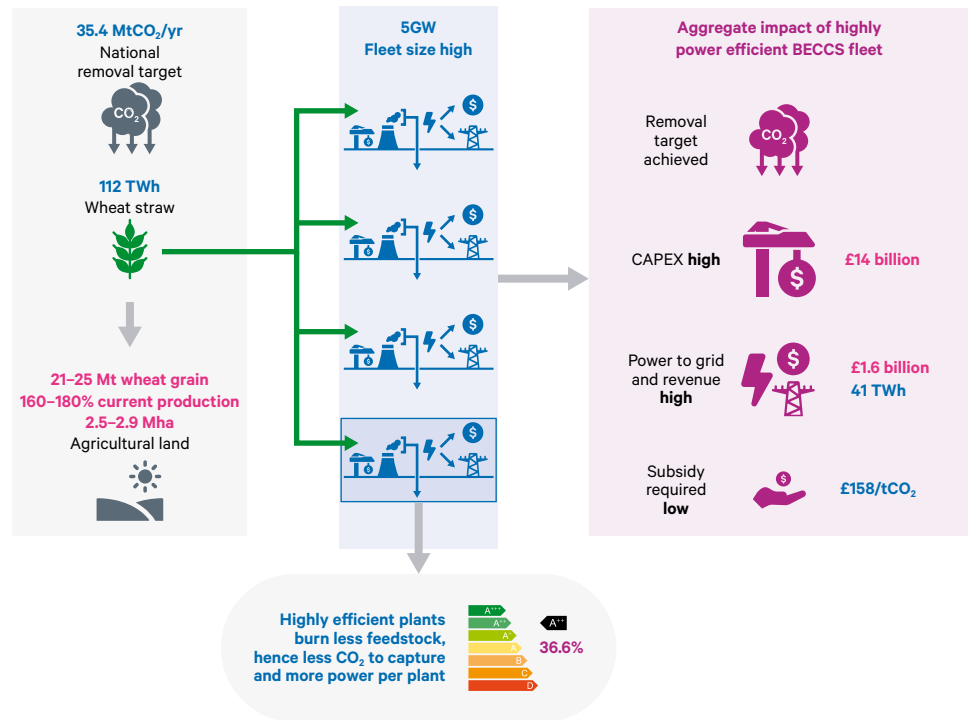 35.4 MtCO₂/yr
National
removal target
CO₂
112 TWh
Wheat straw
21–25 Mt wheat grain
160–180% current production
2.5–2.9 Mha
Agricultural land
5GW
Fleet size high
$
$
$
$
$
$
$
$
Aggregate impact of highly
power efficient BECCS fleet
Removal
target
achieved
CO₂
CAPEX high
$
£14 billion
Power to grid
and revenue
high
$
£1.6 billion
41 TWh
Subsidy
required
low
$
£158/tCO₂
Highly efficient plants
burn less feedstock,
hence less CO₂ to capture
and more power per plant
A+++
A++
A+
A
B
C
D
A++
36.6%